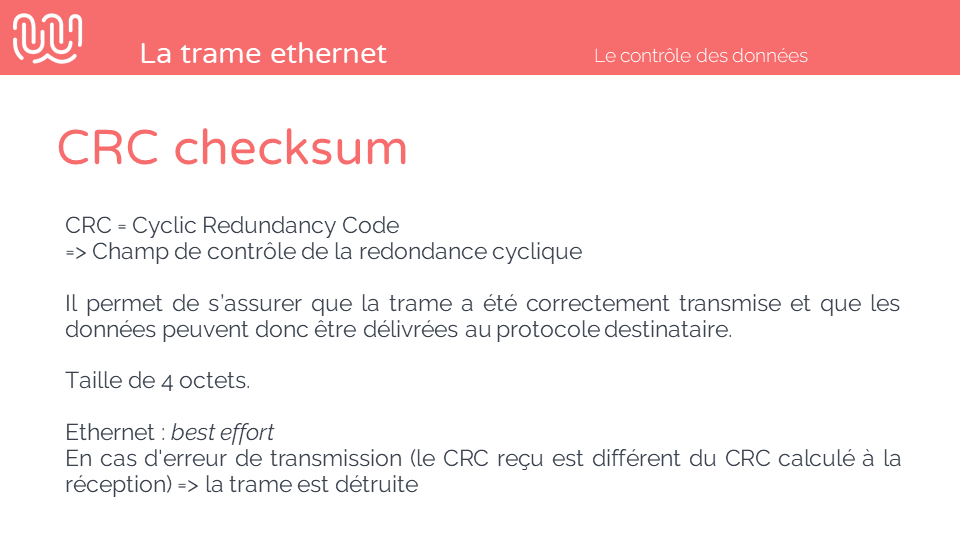 La trame ethernet
Le contrôle des données
CRC checksum
CRC = Cyclic Redundancy Code
=> Champ de contrôle de la redondance cyclique
Il permet de s'assurer que la trame a été correctement transmise et que les
données peuvent donc être délivrées au protocole destinataire.
Taille de 4 octets.
Ethernet : best effort
En cas d'erreur de transmission (le CRC reçu est différent du CRC calculé à la
réception) => la trame est détruite